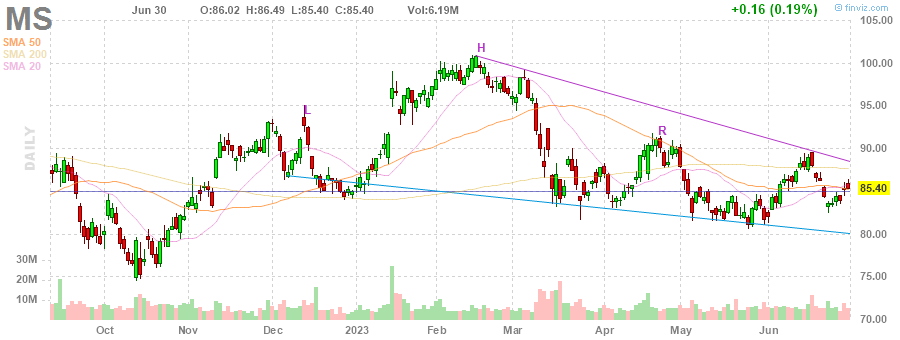 MS Jun 30 O:86.02 H:86.49 L:85.40 C:85.40 Vol:6.19M +0.16 (0.19%) finviz.com
SMA 50
SMA 200
SMA 20
DAILY
H
L
R
105.00
100.00
95.00
90.00
85.40
80.00
75.00
70.00
30M
20M
10M
Oct Nov Dec 2023 Feb Mar Apr May Jun